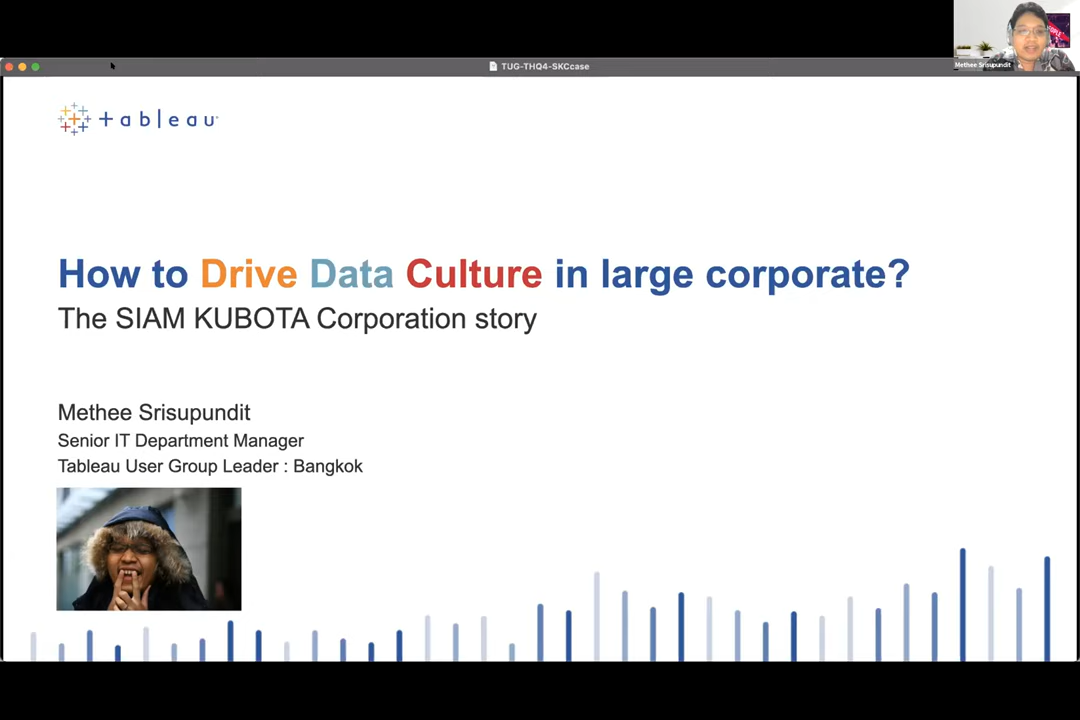 Methee Srisupundit
TUG-THQ4-SKCcase
+ableau
How to Drive Data Culture in large corporate?
The SIAM KUBOTA Corporation story
Methee Srisupundit
Senior IT Department Manager
Tableau User Group Leader : Bangkok